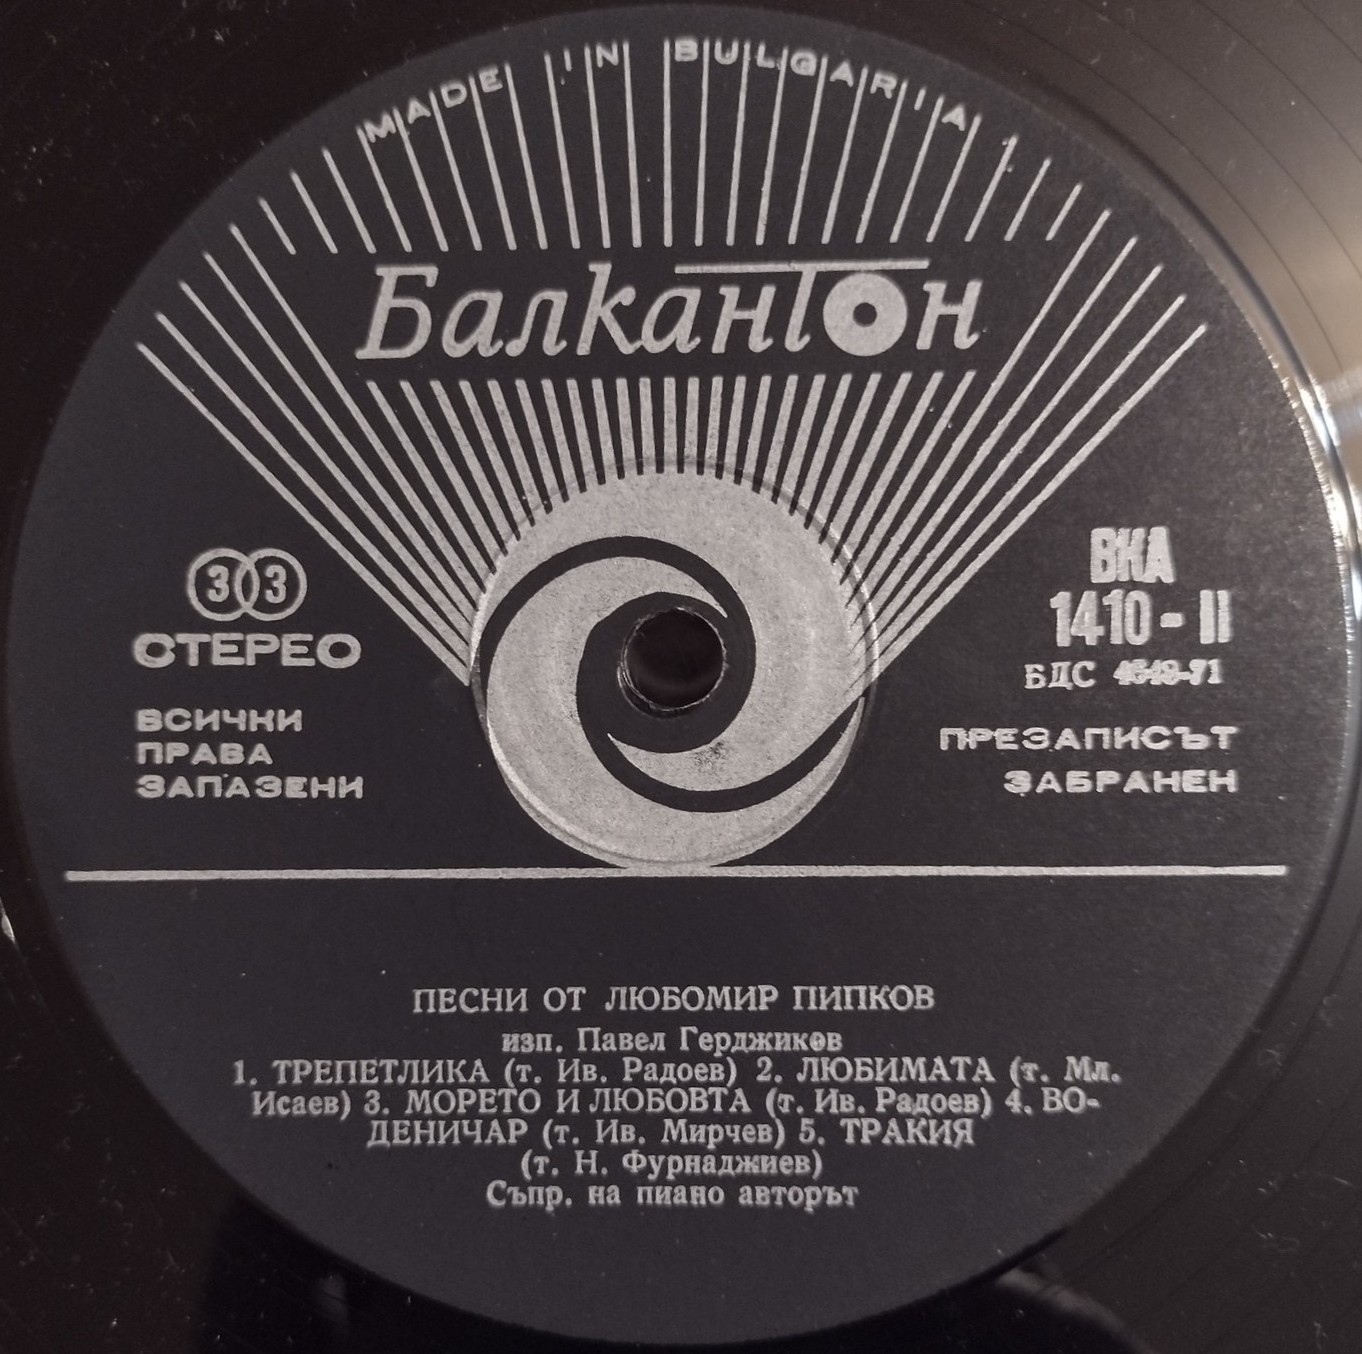 MADE IN BULGARIA
Балкантон
33
СТЕРЕО
ВСИЧКИ
ПРАВА
ЗАПАЗЕНИ
ВКА
1410-II
БДС 4648-71
ПРЕЗАПИСЪТ
ЗАБРАНЕН
ПЕСНИ ОТ ЛЮБОМИР ПИПКОВ
изп. Павел Герджиков
1. ТРЕПЕТЛИКА (т. Ив. Радоев) 2. ЛЮБИМАТА (т. Мл.
Исаев) 3. МОРЕТО И ЛЮБОВТА (т. Ив. Радоев) 4. ВО-
ДЕНИЧАР (т. Ив. Мирчев) 5. ТРАКИЯ
(т. Н. Фурнаджиев)
Съпр. на пиано авторът